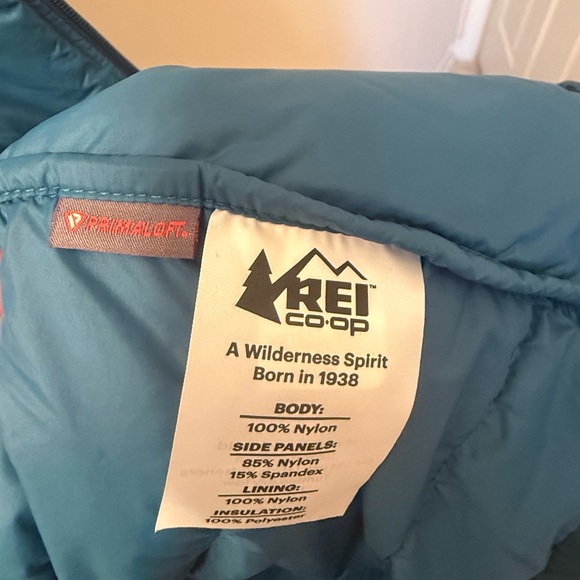 PRIMALOFT®
REI™
CO·OP
A Wilderness Spirit
Born in 1938
BODY:
100% Nylon
SIDE PANELS:
85% Nylon
15% Spandex
LINING:
100% Nylon
INSULATION:
100% Polyester